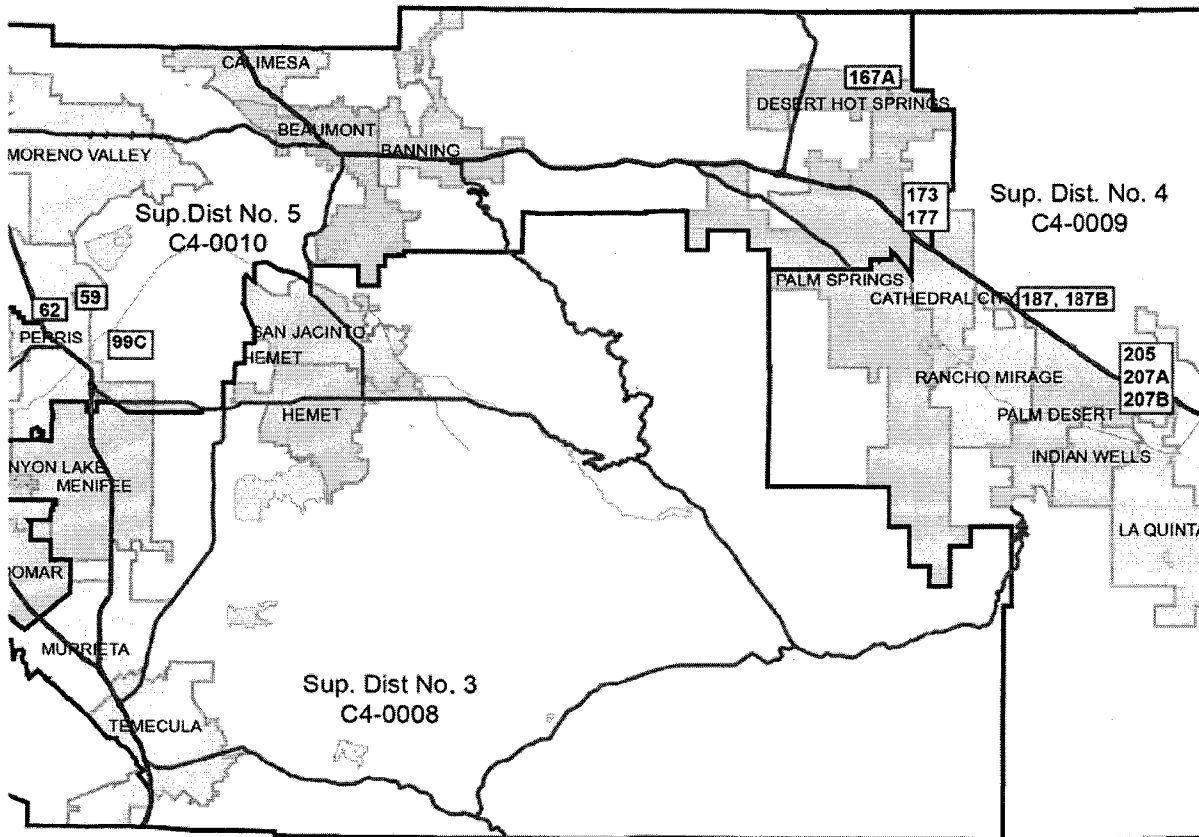 CALIMESA
167A
DESERT HOT SPRINGS
BEAUMONT
BANNING
MORENO VALLEY
Sup.Dist No. 5
C4-0010
173
177
Sup. Dist. No. 4
C4-0009
PALM SPRINGS
CATHEDRAL CITY
187, 187B
62
59
PERRIS
99C
SAN JACINTO
HEMET
HEMET
RANCHO MIRAGE
205
207A
207B
PALM DESERT
INDIAN WELLS
NYON LAKE
MENIFEE
LA QUINTA
OMAR
MURRIETA
Sup. Dist No. 3
C4-0008
TEMECULA